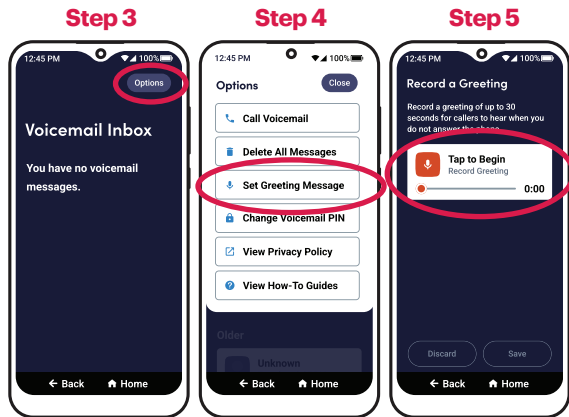 Step 3
12:45 PM
100%
Options
Voicemail Inbox
You have no voicemail
messages.
Back
Home
Step 4
12:45 PM
100%
Options
Close
Call Voicemail
Delete All Messages
Set Greeting Message
Change Voicemail PIN
View Privacy Policy
View How-To Guides
Older
Unknown
Back
Home
Step 5
12:45 PM
100%
Record a Greeting
Record a greeting of up to 30
seconds for callers to hear when you
do not answer the phone.
Tap to Begin
Record Greeting
0:00
Discard
Save
Back
Home